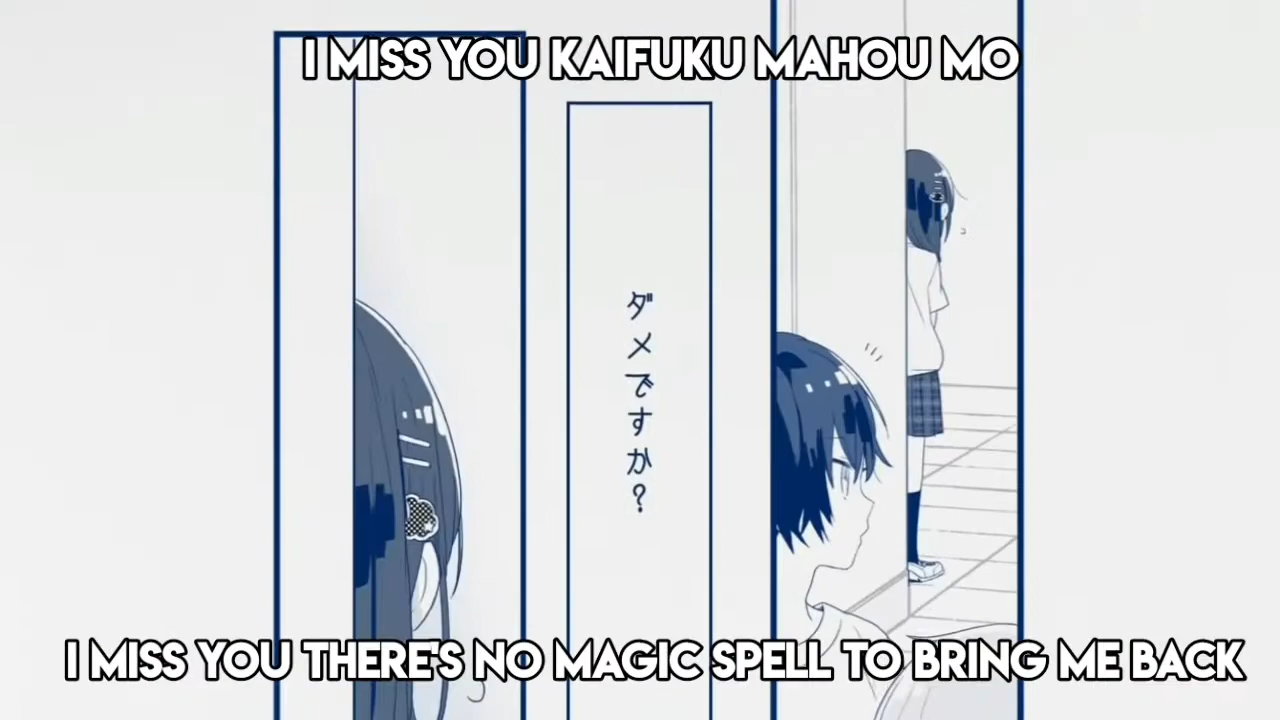 I MISS YOU KAIFUKU MAHOU MO
ダメですか?
I MISS YOU THERE'S NO MAGIC SPELL TO BRING ME BACK